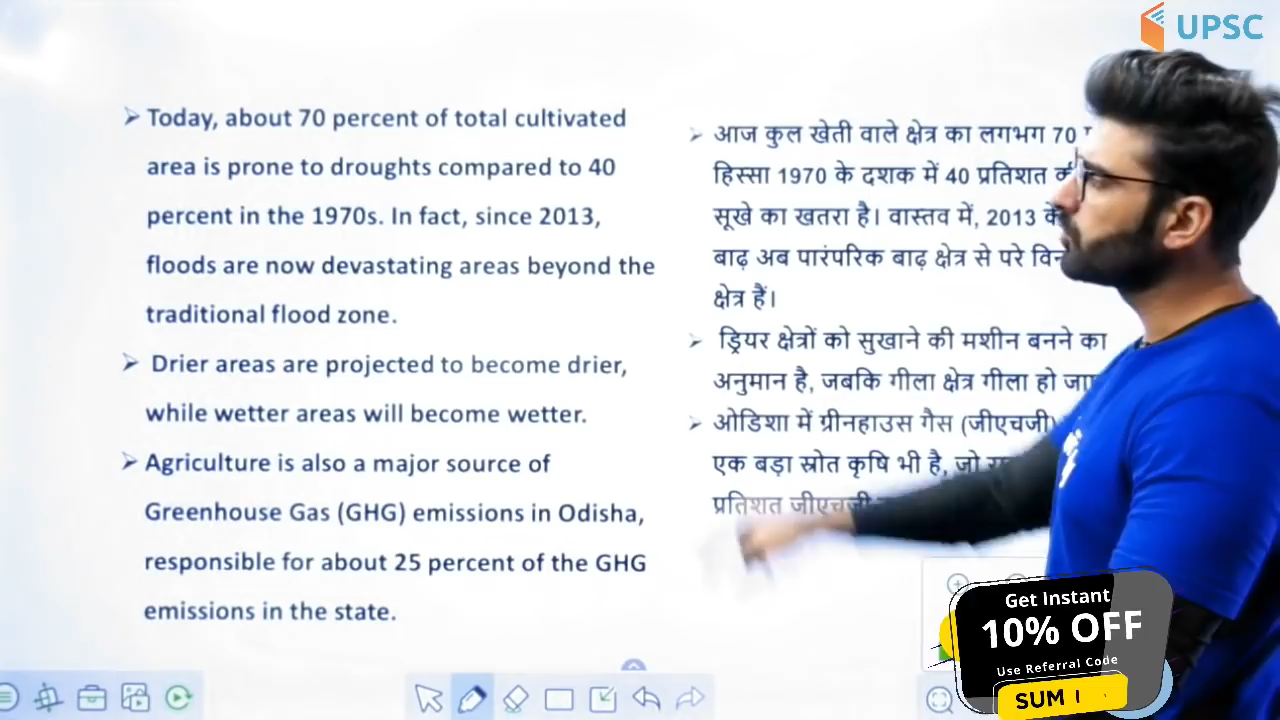 UPSC
Today, about 70 percent of total cultivated
area is prone to droughts compared to 40
percent in the 1970s. In fact, since 2013,
floods are now devastating areas beyond the
traditional flood zone.
Drier areas are projected to become drier,
while wetter areas will become wetter.
Agriculture is also a major source of
Greenhouse Gas (GHG) emissions in Odisha,
responsible for about 25 percent of the GHG
emissions in the state.
आज कुल खेती वाले क्षेत्र का लगभग 70
हिस्सा 1970 के दशक में 40 प्रतिशत
सूखे का खतरा है। वास्तव में, 2013
बाढ़ अब पारंपरिक बाढ़ क्षेत्र से परे
क्षेत्र हैं।
ड्रियर क्षेत्रों को सुखाने की मशीन बनने का
अनुमान है, जबकि गीला क्षेत्र गीला हो
ओडिशा में ग्रीनहाउस गैस (जीएचजी)
एक बड़ा स्रोत कृषि भी है, जो
प्रतिशत जीएचजी
Get Instant
10% OFF
Use Referral Code
SUM